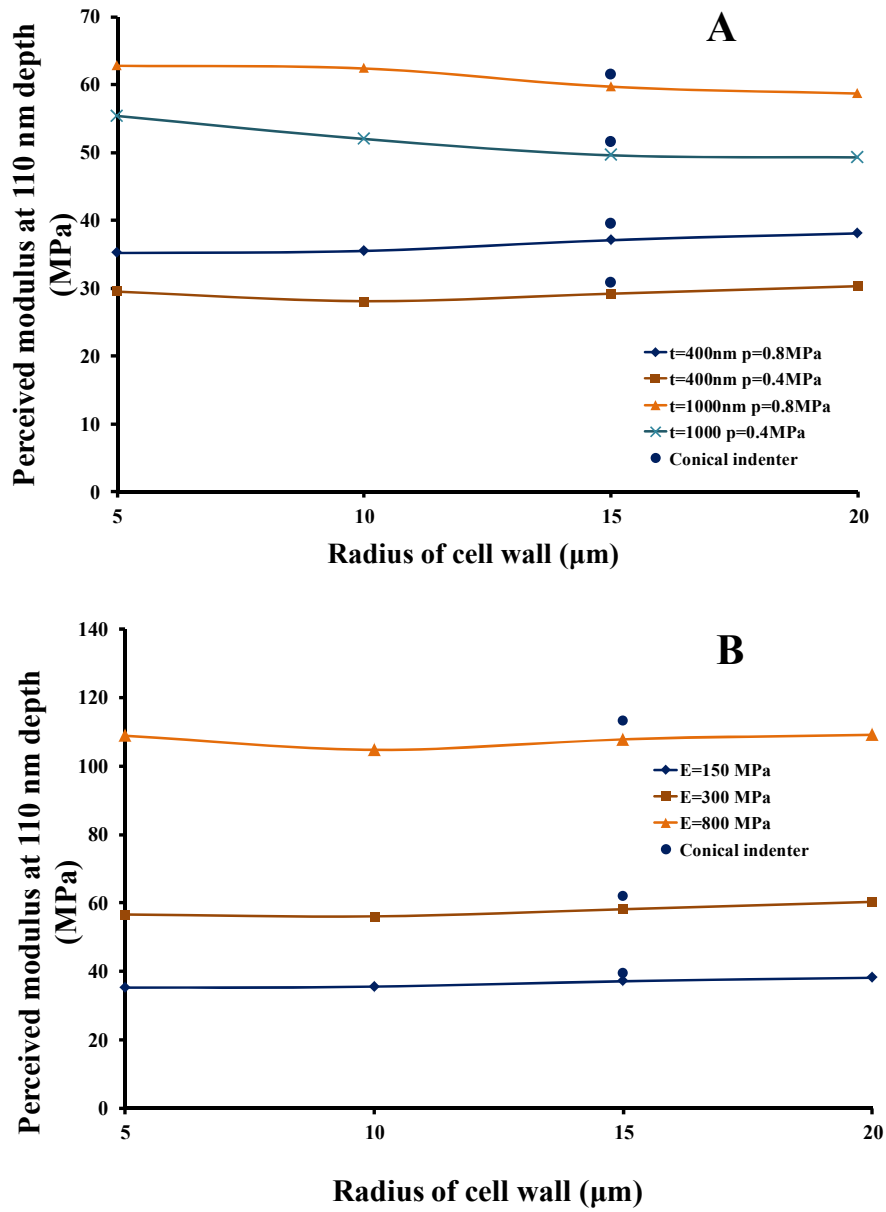 A
Perceived modulus at 110 nm depth
(MPa)
70
60
50
40
30
20
10
0
t=400nm p=0.8MPa
t=400nm p=0.4MPa
t=1000nm p=0.8MPa
t=1000 p=0.4MPa
Conical indenter
5
10
15
20
Radius of cell wall (µm)
B
Perceived modulus at 110 nm depth
(MPa)
140
120
100
80
60
40
20
0
E=150 MPa
E=300 MPa
E=800 MPa
Conical indenter
5
10
15
20
Radius of cell wall (µm)